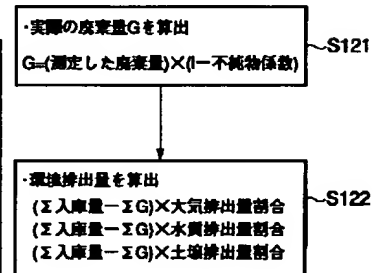 ・実際の廃棄量Gを算出
G=(測定した廃棄量)×(1ー不純物係数)
S121
・環境排出量を算出
(Σ入庫量ーΣG)×大気排出量割合
(Σ入庫量ーΣG)×水質排出量割合
(Σ入庫量ーΣG)×土壌排出量割合
S122